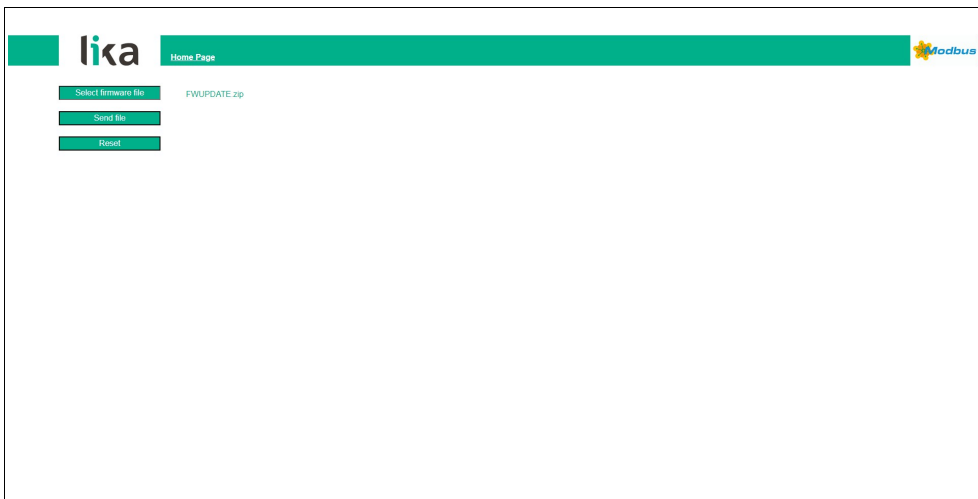 lika
Home Page
Modbus
Select firmware file
FWUPDATE.zip
Send file
Reset